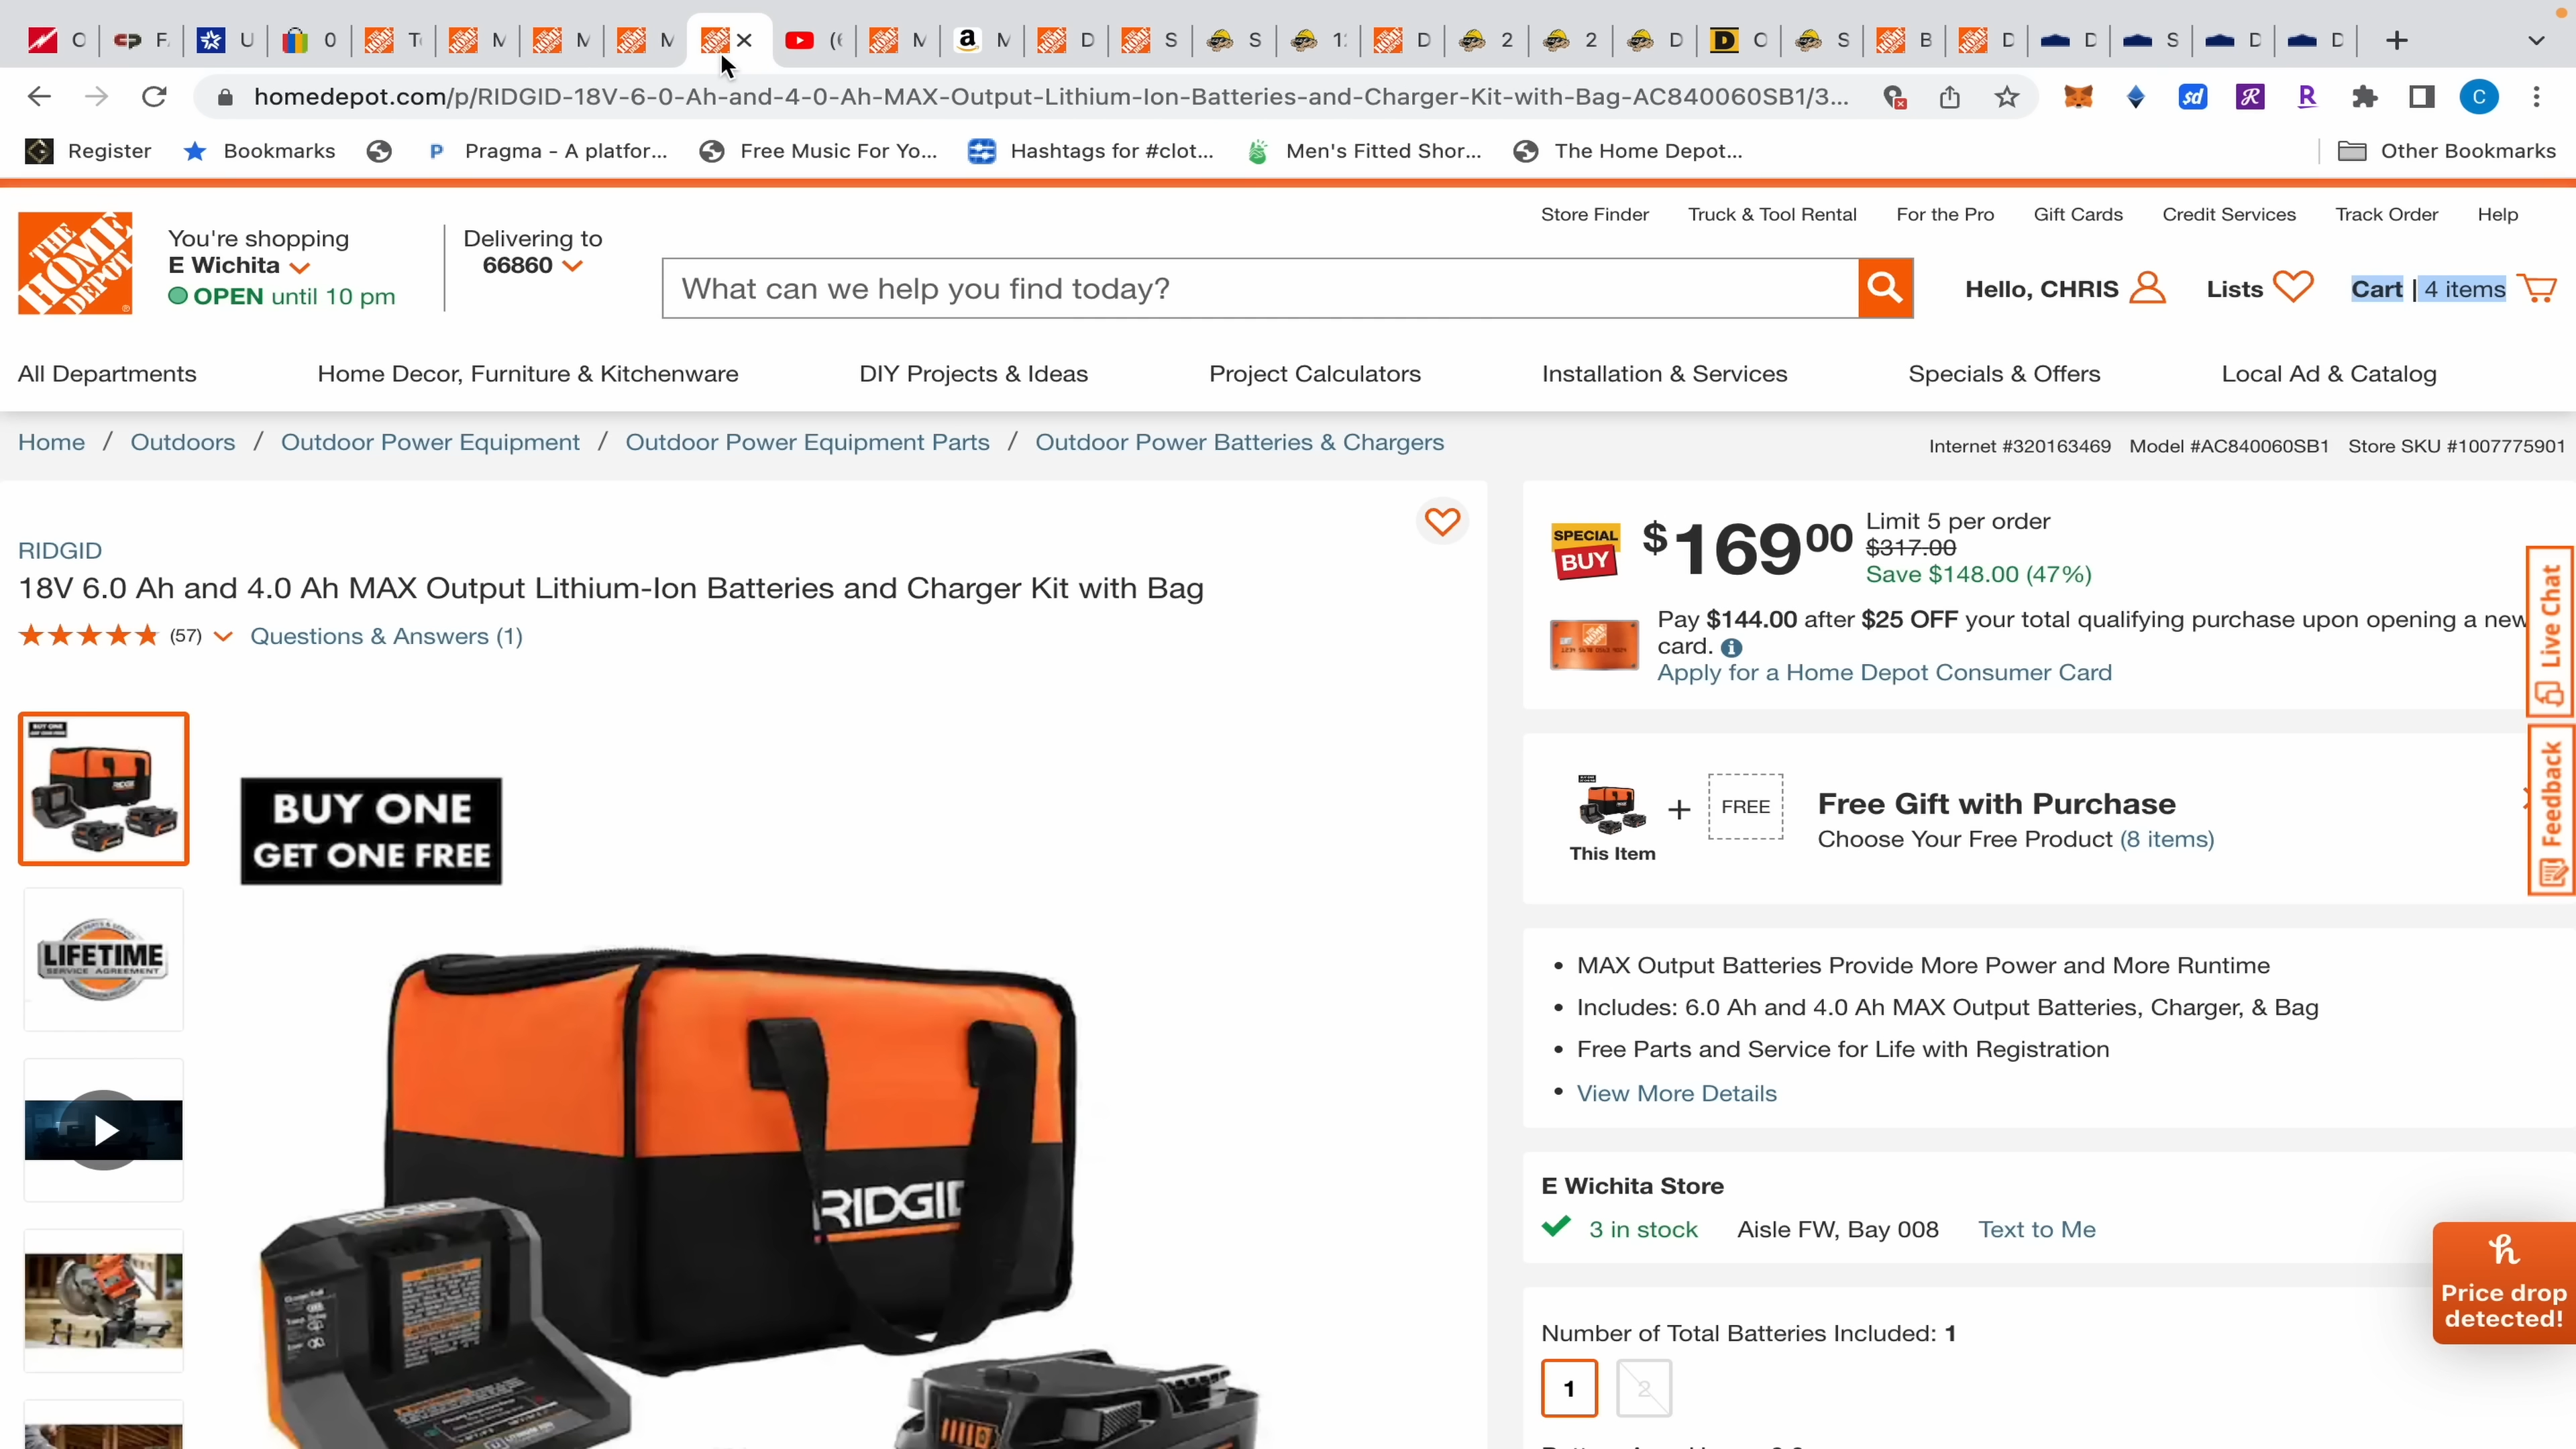 O
F
U
0
T
M
M
M
(6
M
M
D
S
S
1
D
2
2
D
O
S
B
D
D
S
D
D
homedepot.com/p/RIDGID-18V-6-0-Ah-and-4-0-Ah-MAX-Output-Lithium-Ion-Batteries-and-Charger-Kit-with-Bag-AC840060SB1/3...
C
Register
Bookmarks
Pragma - A platfor...
Free Music For Yo...
Hashtags for #clot...
Men's Fitted Shor...
The Home Depot...
Other Bookmarks
Store Finder
Truck & Tool Rental
For the Pro
Gift Cards
Credit Services
Track Order
Help
THE HOME DEPOT
You're shopping
E Wichita
OPEN until 10 pm
Delivering to
66860
What can we help you find today?
Hello, CHRIS
Lists
Cart | 4 items
All Departments
Home Decor, Furniture & Kitchenware
DIY Projects & Ideas
Project Calculators
Installation & Services
Specials & Offers
Local Ad & Catalog
Home / Outdoors / Outdoor Power Equipment / Outdoor Power Equipment Parts / Outdoor Power Batteries & Chargers
Internet #320163469 Model #AC840060SB1 Store SKU #1007775901
RIDGID
18V 6.0 Ah and 4.0 Ah MAX Output Lithium-Ion Batteries and Charger Kit with Bag
(57)
Questions & Answers (1)
BUY ONE
GET ONE FREE
LIFETIME
SERVICE AGREEMENT
RIDGID
RIDGID
SPECIAL
BUY
$16900
Limit 5 per order
$317.00
Save $148.00 (47%)
Pay $144.00 after $25 OFF your total qualifying purchase upon opening a new
card.
Apply for a Home Depot Consumer Card
This Item
+
FREE
Free Gift with Purchase
Choose Your Free Product (8 items)
• MAX Output Batteries Provide More Power and More Runtime
• Includes: 6.0 Ah and 4.0 Ah MAX Output Batteries, Charger, & Bag
• Free Parts and Service for Life with Registration
• View More Details
E Wichita Store
3 in stock
Aisle FW, Bay 008
Text to Me
Number of Total Batteries Included: 1
1
2
Live Chat
Feedback
Price drop
detected!